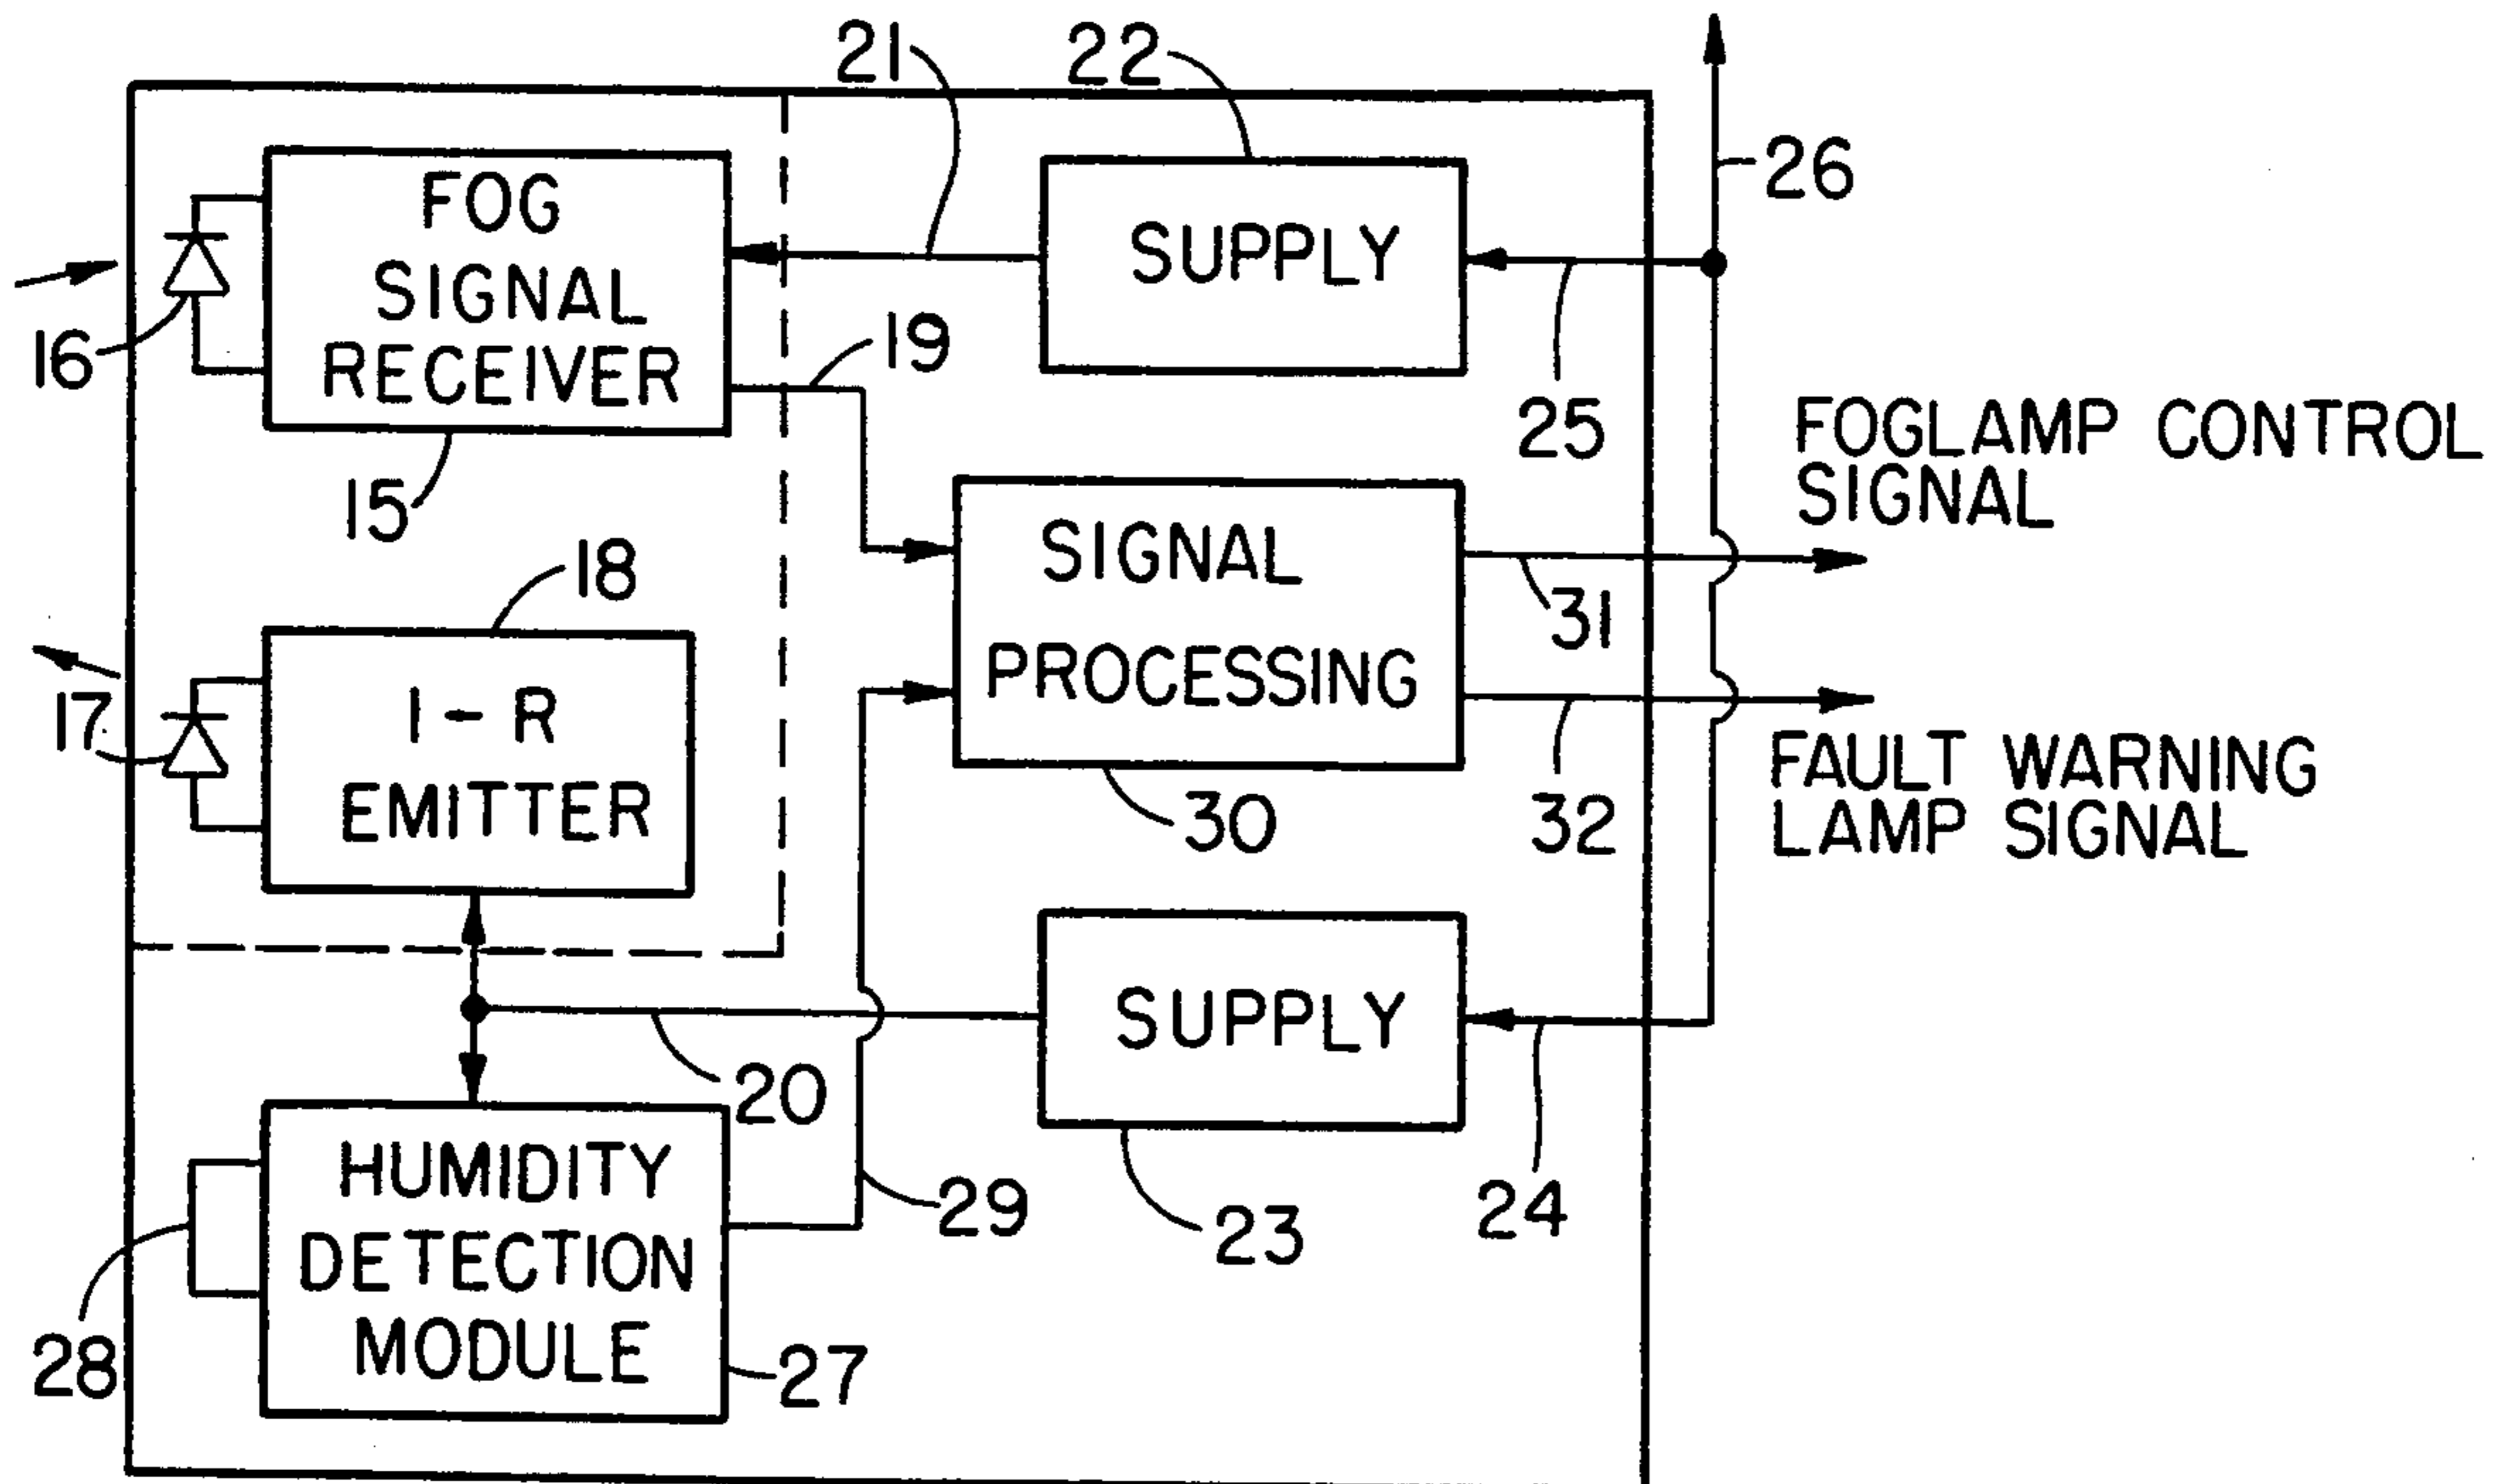 21
22
26
FOG
SIGNAL
RECEIVER
SUPPLY
16
19
15
25
FOGLAMP CONTROL
SIGNAL
18
SIGNAL
PROCESSING
31
17
I-R
EMITTER
30
32
FAULT WARNING
LAMP SIGNAL
SUPPLY
20
HUMIDITY
DETECTION
MODULE
29
23
24
28
27